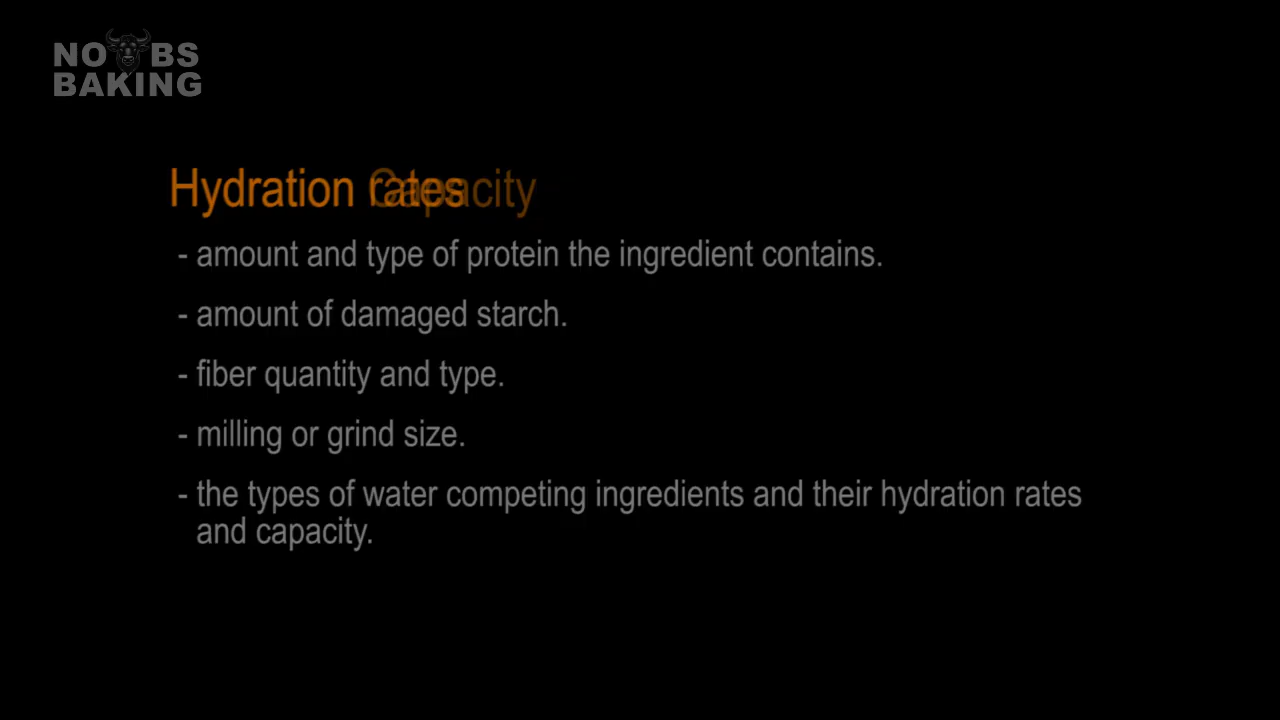 NO BS
BAKING
Hydration rates Capacity
- amount and type of protein the ingredient contains.
- amount of damaged starch.
- fiber quantity and type.
- milling or grind size.
- the types of water competing ingredients and their hydration rates
and capacity.